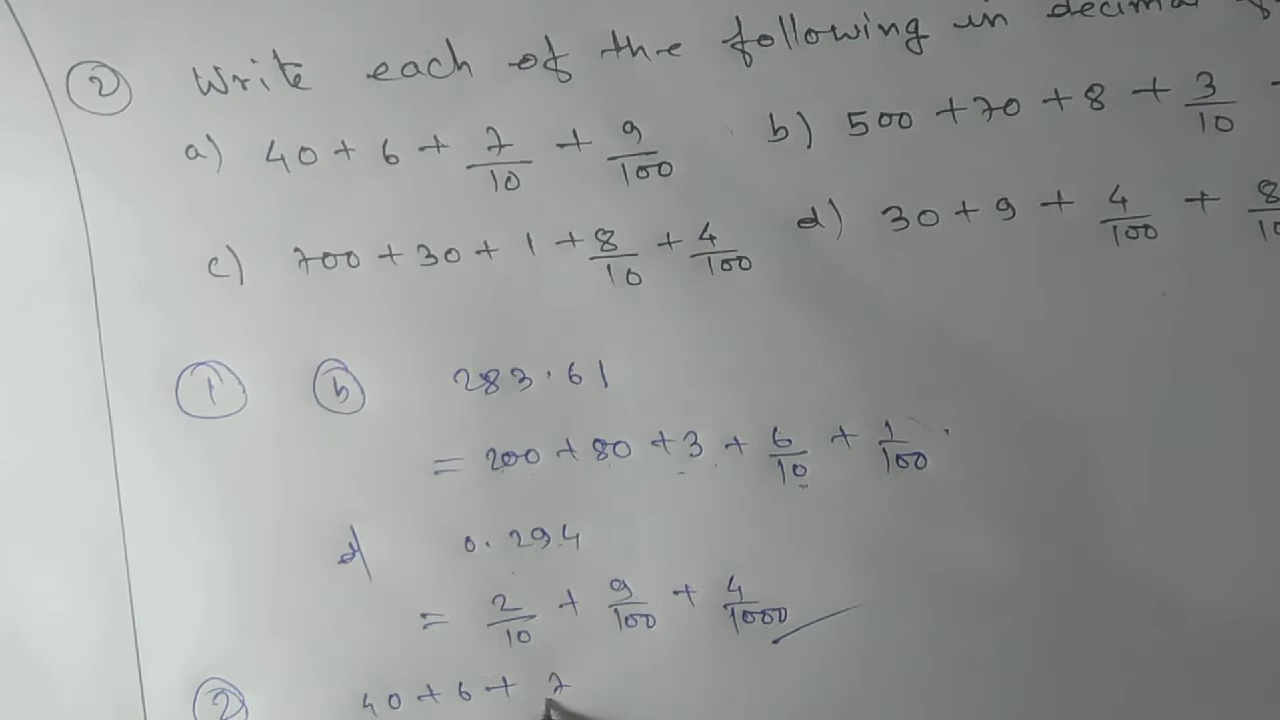 ② Write each of the following in decimal
a) 40 + 6 + 7/10 + 9/100 b) 500 + 70 + 8 + 3/10
c) 700 + 30 + 1 + 8/10 + 4/100 d) 30 + 9 + 4/100 +
① ⓑ 283.61
= 200 + 80 + 3 + 6/10 + 1/100.
d) 0.294
= 2/10 + 9/100 + 4/1000
② 40 + 6 + 7